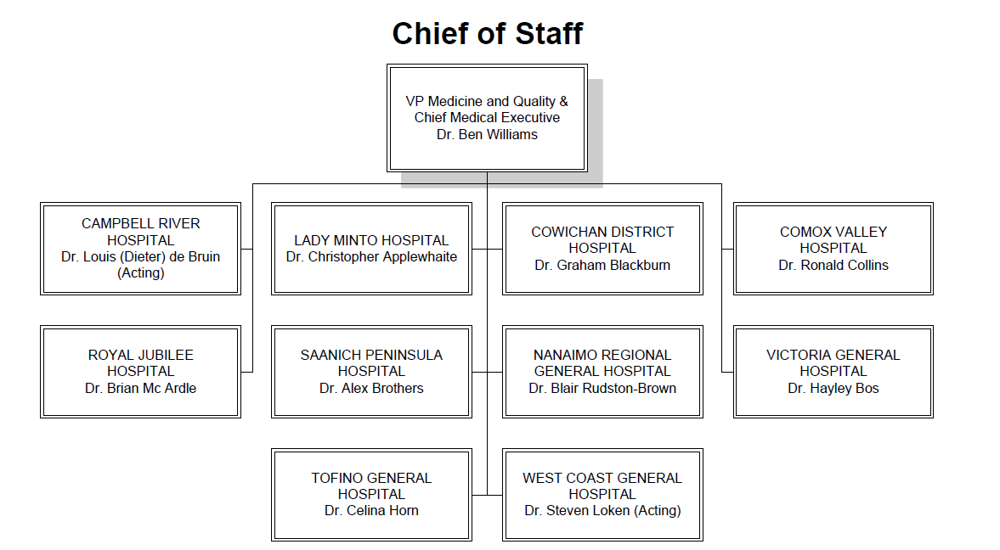 Chief of Staff
VP Medicine and Quality &
Chief Medical Executive
Dr. Ben Williams
CAMPBELL RIVER
HOSPITAL
Dr. Louis (Dieter) de Bruin
(Acting)
LADY MINTO HOSPITAL
Dr. Christopher Applewhaite
COWICHAN DISTRICT
HOSPITAL
Dr. Graham Blackburn
COMOX VALLEY
HOSPITAL
Dr. Ronald Collins
ROYAL JUBILEE
HOSPITAL
Dr. Brian Mc Ardle
SAANICH PENINSULA
HOSPITAL
Dr. Alex Brothers
NANAIMO REGIONAL
GENERAL HOSPITAL
Dr. Blair Rudston-Brown
VICTORIA GENERAL
HOSPITAL
Dr. Hayley Bos
TOFINO GENERAL
HOSPITAL
Dr. Celina Horn
WEST COAST GENERAL
HOSPITAL
Dr. Steven Loken (Acting)